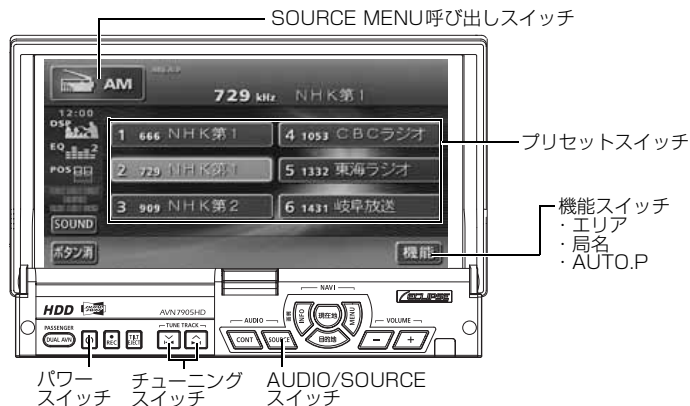 SOURCE MENU呼び出しスイッチ
AM
729 kHz NHK第1
12:00
DSP
EQ 2
POS
SOUND
ボタン消
1 666 NHK第1
4 1053 CBCラジオ
2 729 NHK第1
5 1332 東海ラジオ
3 909 NHK第2
6 1431 岐阜放送
機能
プリセットスイッチ
機能スイッチ
・エリア
・局名
・AUTO.P
HDD
AVN7905HD
ECLIPSE
PASSENGER
DUAL AVN
REC
TILT
EJECT
TUNE TRACK
AUDIO
CONT
SOURCE
NAVI
画面
INFO
現在地
MENU
目的地
VOLUME
− +
パワー
スイッチ
チューニング
スイッチ
AUDIO/SOURCE
スイッチ